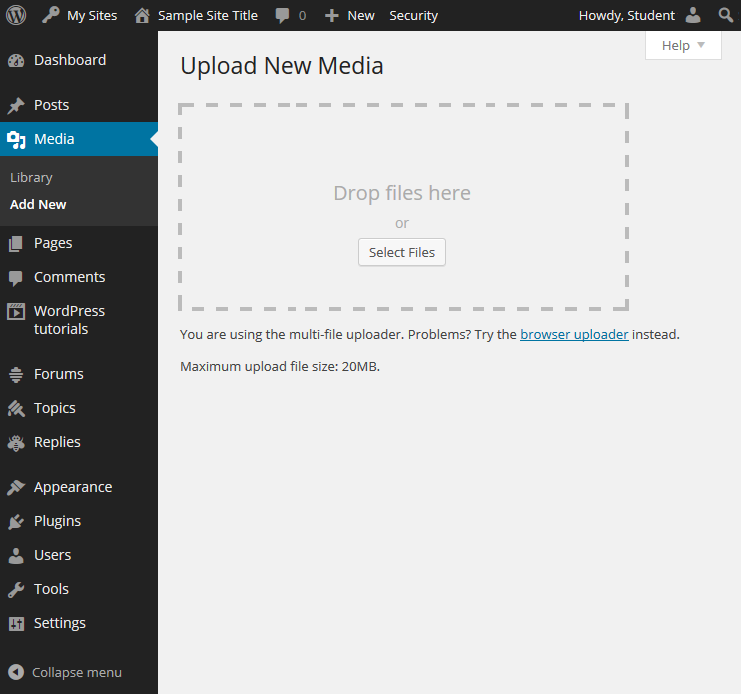 My Sites Sample Site Title 0 New Security Howdy, Student
Help
Dashboard
Posts
Media
Library
Add New
Pages
Comments
WordPress
tutorials
Forums
Topics
Replies
Appearance
Plugins
Users
Tools
Settings
Collapse menu
Upload New Media
Drop files here
or
Select Files
You are using the multi-file uploader. Problems? Try the browser uploader instead.
Maximum upload file size: 20MB.